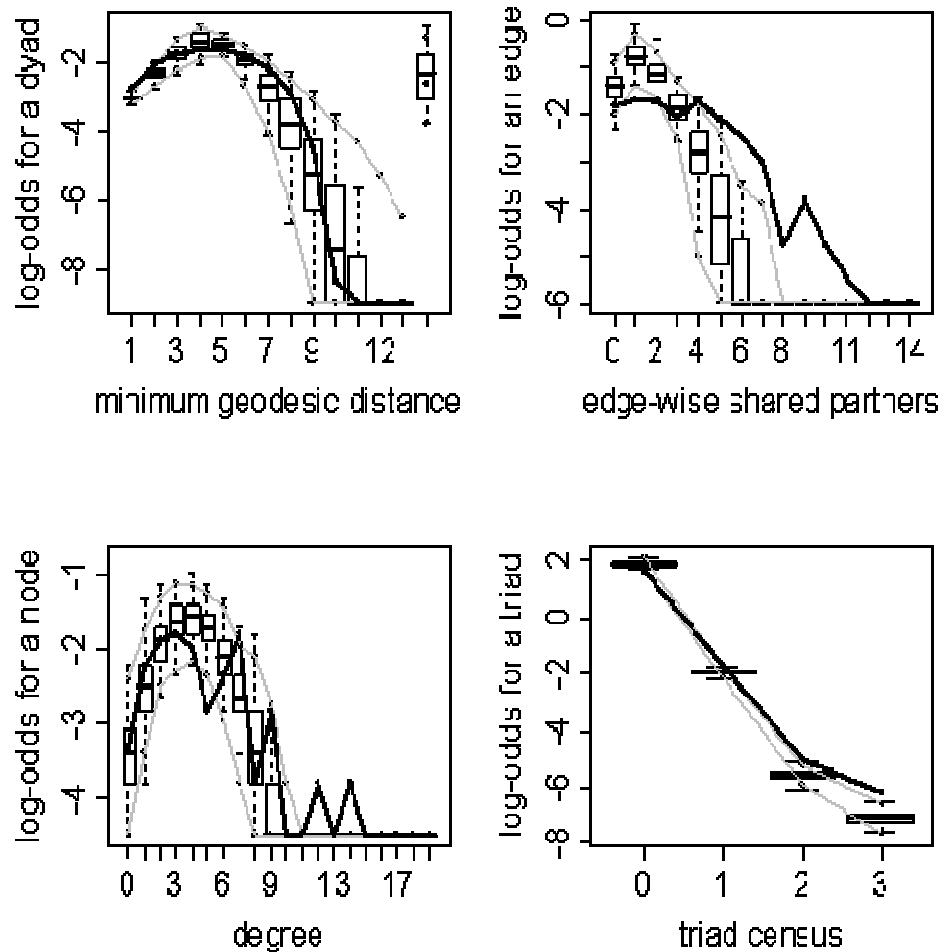 log-odds for a dyad
-2
-4
-6
-8
1 3 5 7 9 12
minimum geodesic distance
log-odds for an edge
0
-2
-4
-6
0 2 4 6 8 11 14
edge-wise shared partners
log-odds for a node
-1
-2
-3
-4
0 3 6 9 13 17
degree
log-odds for a triad
2
0
-2
-4
-6
-8
0 1 2 3
triad census